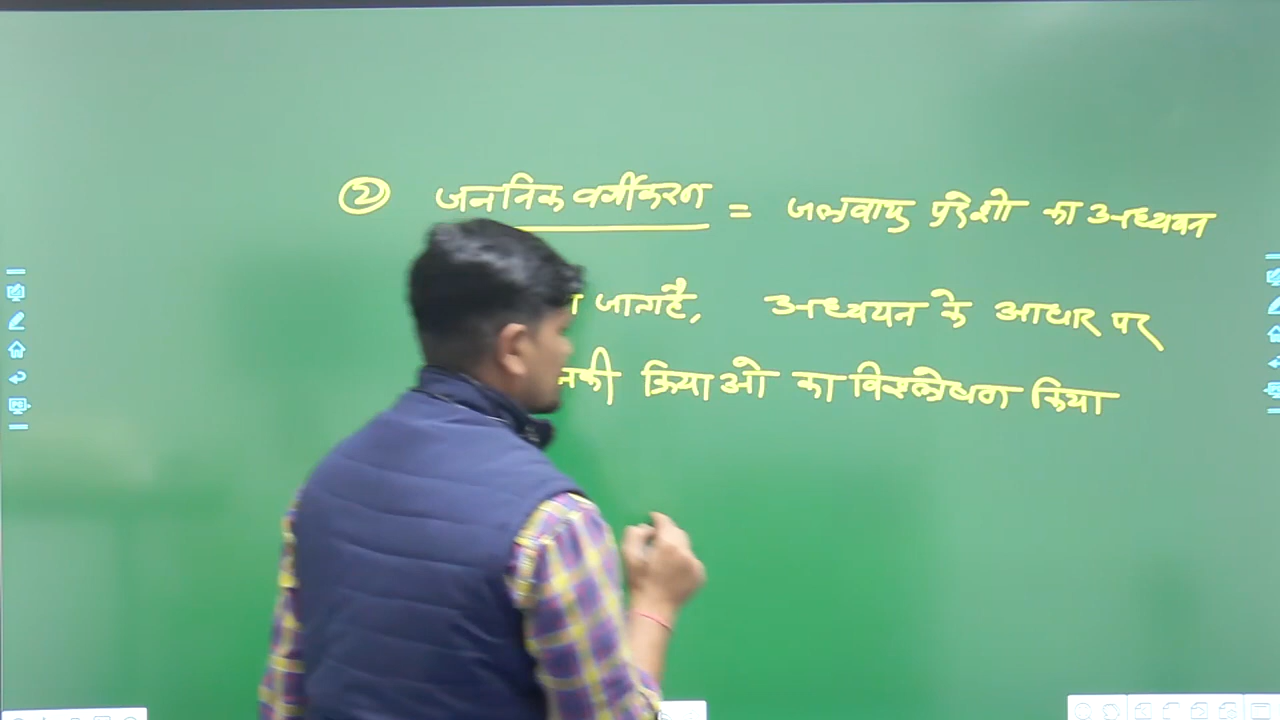 ② जननिक वर्गीकरण = जलवायु प्रदेशो का अध्ययन
जाता है, अध्ययन के आधार पर
क्रियाओ का विश्लेषण किया